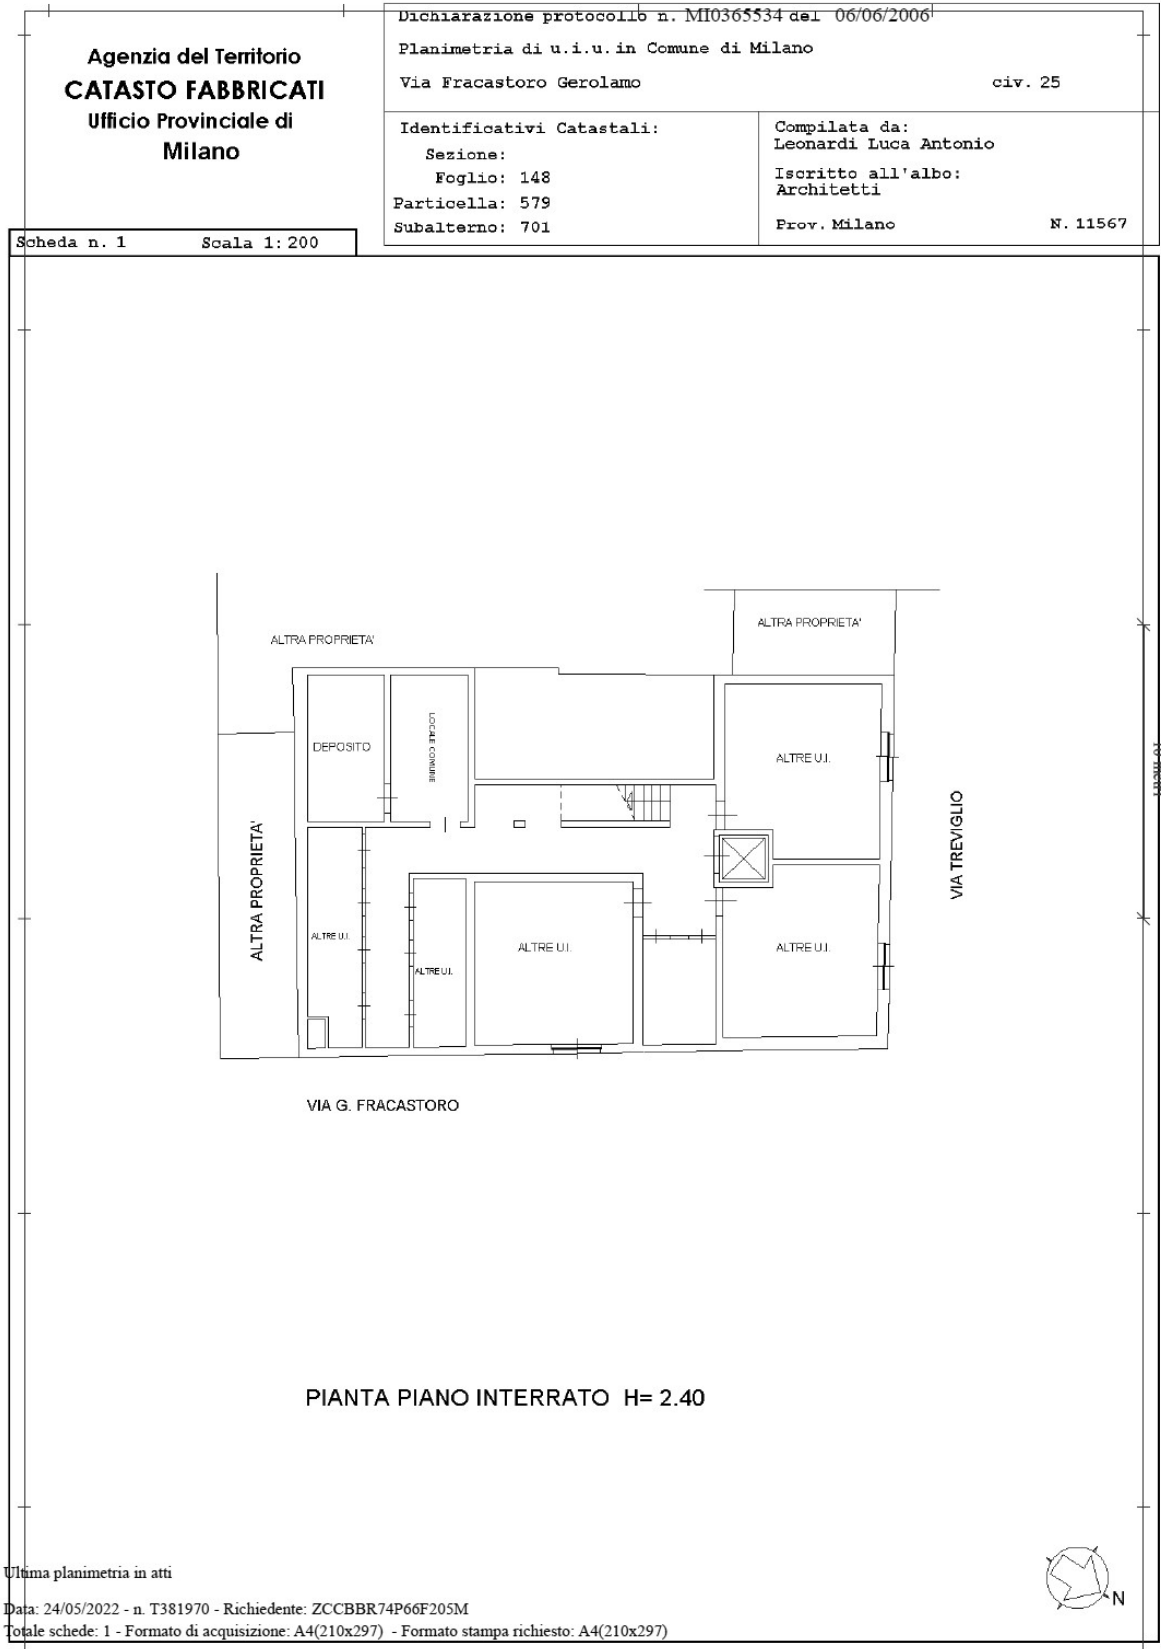 Dichiarazione protocollo n. MI0365534 del 06/06/2006
Agenzia del Territorio
CATASTO FABBRICATI
Ufficio Provinciale di
Milano
Planimetria di u.i.u. in Comune di Milano
Via Fracastoro Gerolamo civ. 25
Identificativi Catastali:
Sezione:
Foglio: 148
Particella: 579
Subalterno: 701
Compilata da:
Leonardi Luca Antonio
Iscritto all'albo:
Architetti
Prov. Milano N. 11567
Scheda n. 1 Scala 1:200
ALTRA PROPRIETA'
ALTRA PROPRIETA'
DEPOSITO
LOCALE COMUNE
ALTRE U.I.
10 metri
VIA TREVIGLIO
ALTRA PROPRIETA'
ALTRE U.I.
ALTRE U.I.
ALTRE U.I.
ALTRE U.I.
VIA G. FRACASTORO
PIANTA PIANO INTERRATO H= 2.40
Ultima planimetria in atti
Data: 24/05/2022 - n. T381970 - Richiedente: ZCCBBR74P66F205M
Totale schede: 1 - Formato di acquisizione: A4(210x297) - Formato stampa richiesto: A4(210x297)
N